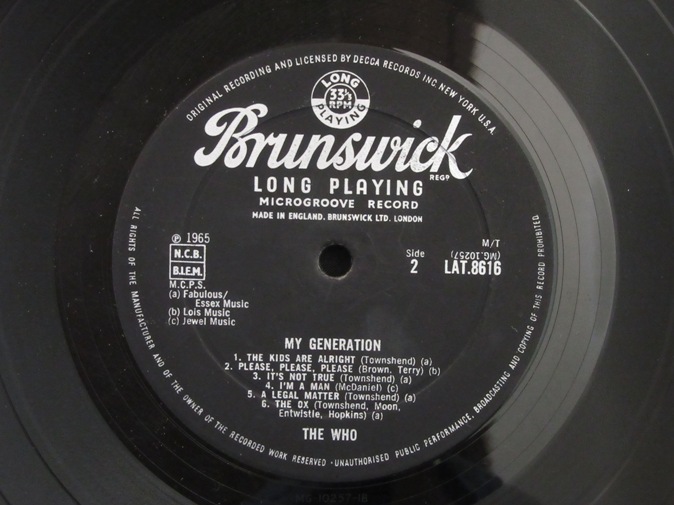 ORIGINAL RECORDING AND LICENSED BY DECCA RECORDS INC. NEW YORK U.S.A.
LONG
33⅓
RPM
PLAYING
Brunswick
REGD
LONG PLAYING
MICROGROOVE RECORD
MADE IN ENGLAND. BRUNSWICK LTD. LONDON
℗ 1965
N.C.B.
B.I.E.M.
M.C.P.S.
(a) Fabulous/
Essex Music
(b) Lois Music
(c) Jewel Music
Side
2
M/T
(MG.10257)
LAT.8616
MY GENERATION
1. THE KIDS ARE ALRIGHT (Townshend) (a)
2. PLEASE, PLEASE, PLEASE (Brown, Terry) (b)
3. IT'S NOT TRUE (Townshend) (a)
4. I'M A MAN (McDaniel) (c)
5. A LEGAL MATTER (Townshend) (a)
6. THE OX (Townshend, Moon,
Entwistle, Hopkins) (a)
THE WHO
ALL RIGHTS OF THE MANUFACTURER AND OF THE OWNER OF THE RECORDED WORK RESERVED · UNAUTHORISED PUBLIC PERFORMANCE, BROADCASTING AND COPYING OF THIS RECORD PROHIBITED
MG 10257-1B